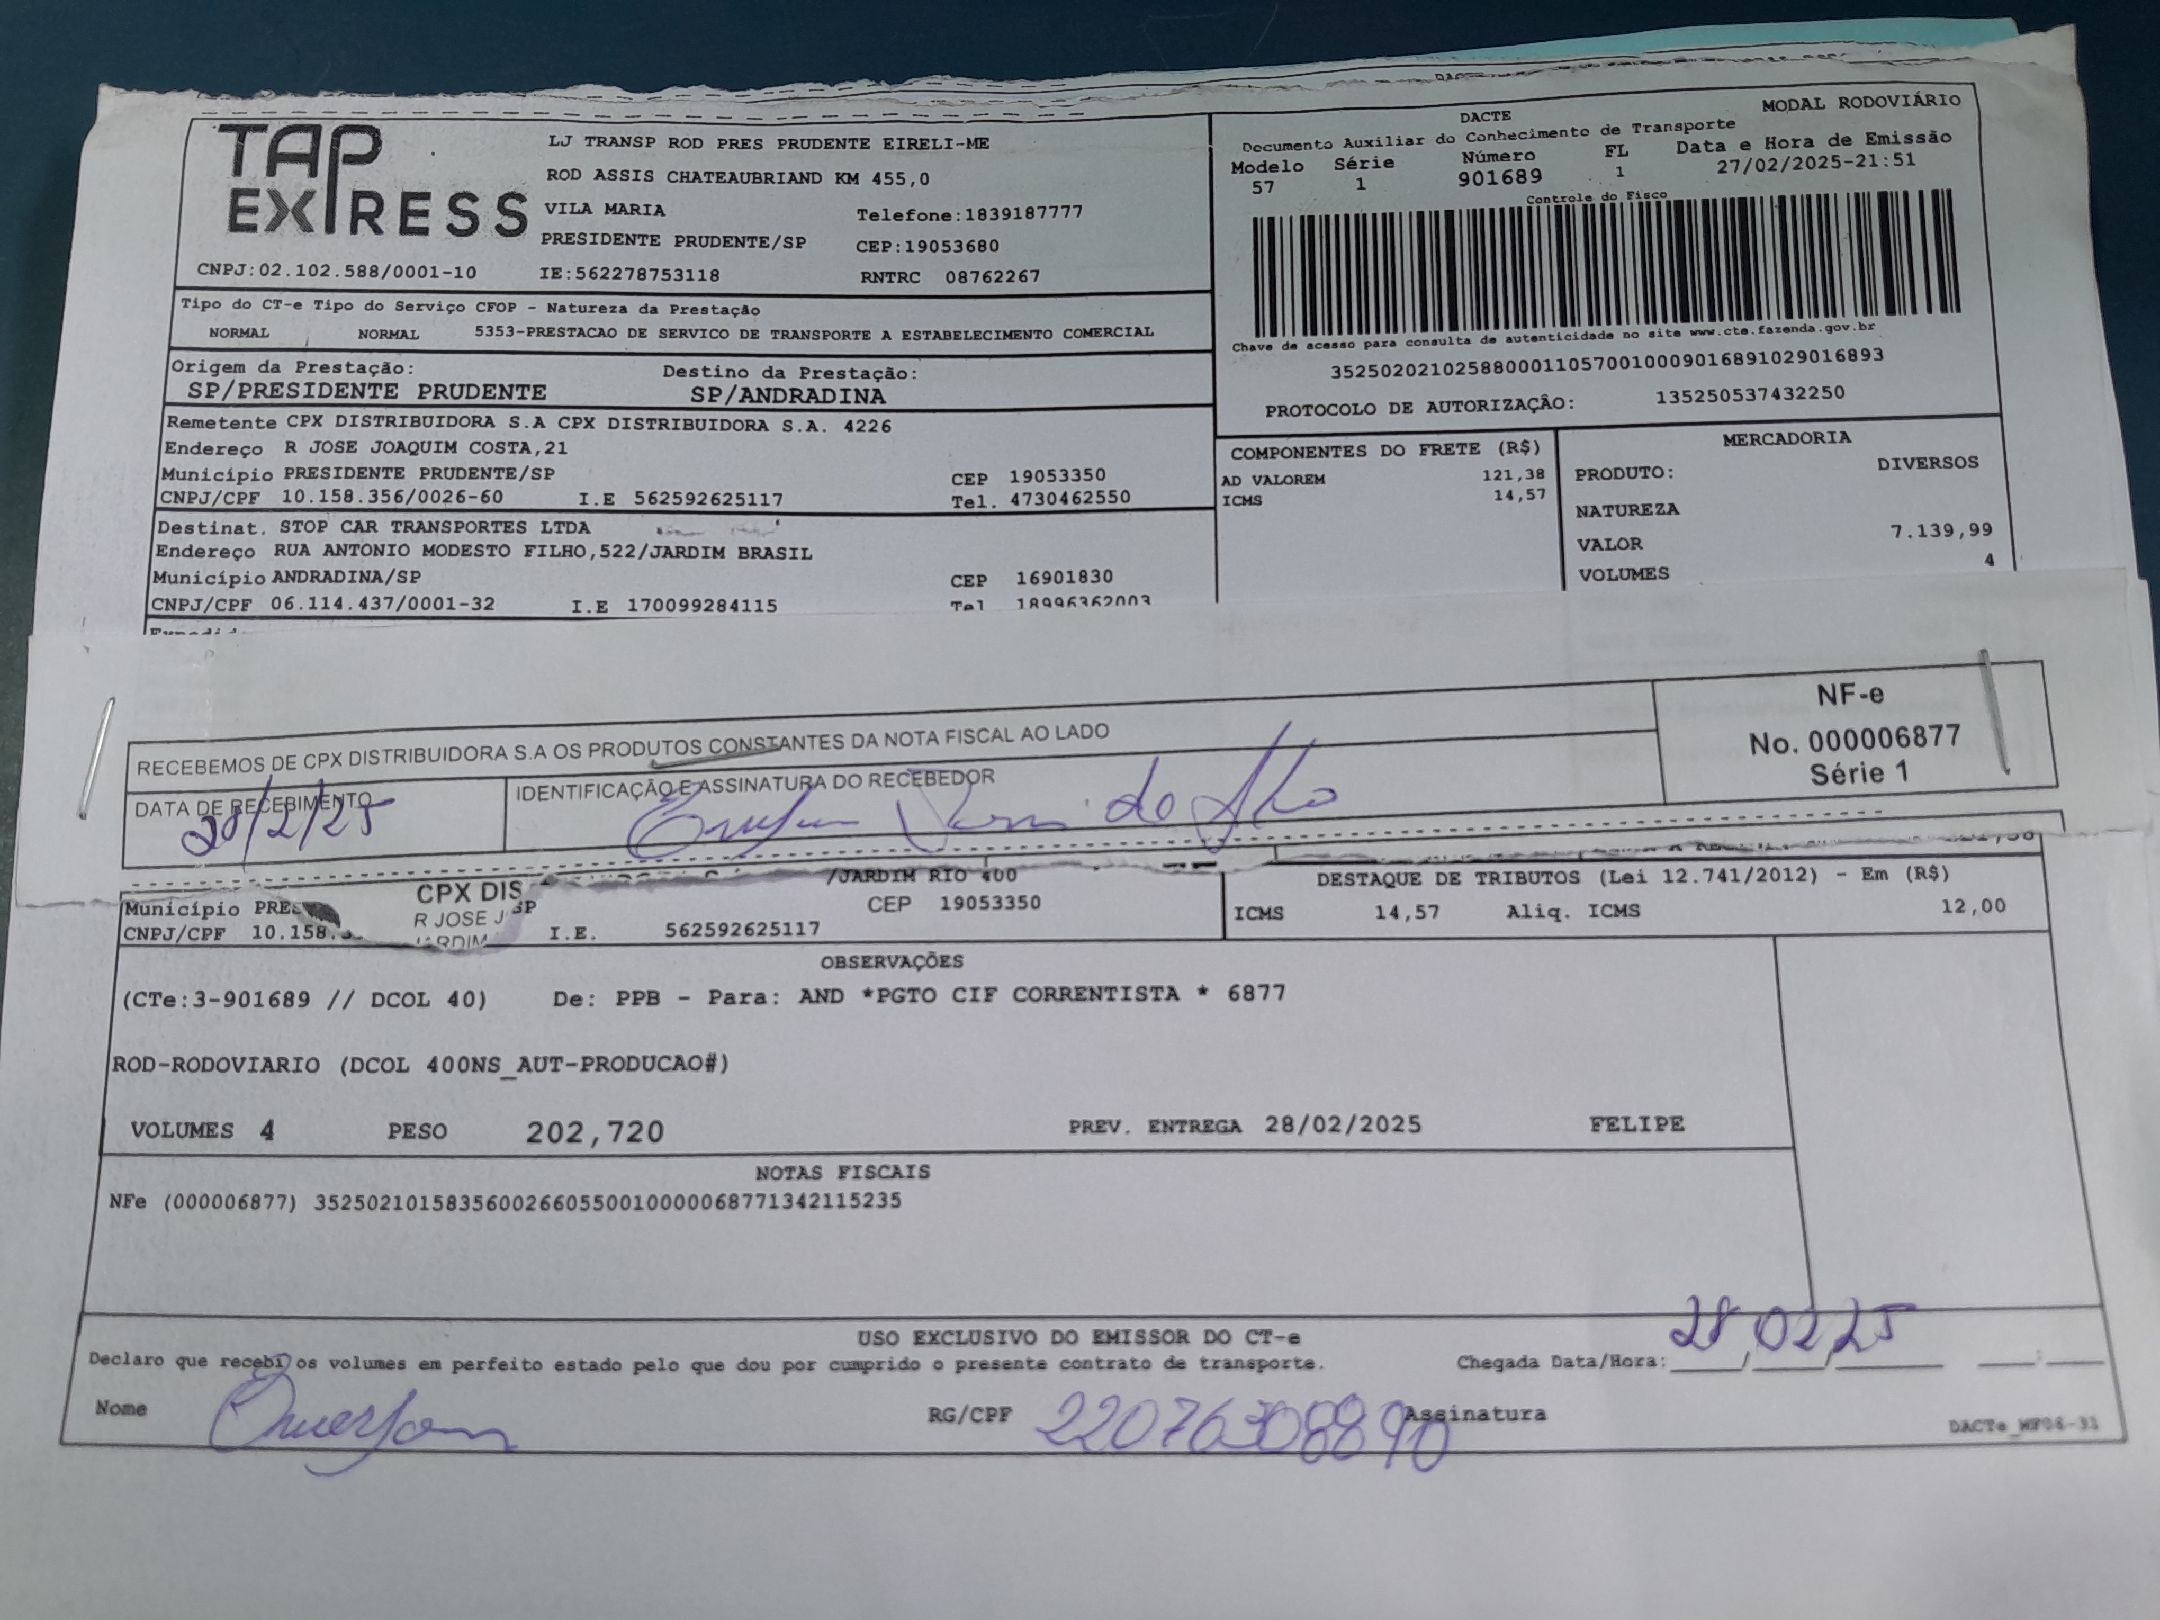 TAP EXPRESS
LJ TRANSP ROD PRES PRUDENTE EIRELI-ME
ROD ASSIS CHATEAUBRIAND KM 455,0
VILA MARIA Telefone:1839187777
PRESIDENTE PRUDENTE/SP CEP:19053680
CNPJ:02.102.588/0001-10 IE:562278753118 RNTRC 08762267
DACTE MODAL RODOVIÁRIO
Documento Auxiliar do Conhecimento de Transporte
Modelo Série Número FL Data e Hora de Emissão
57 1 901689 1 27/02/2025-21:51
Controle do Fisco
Chave de acesso para consulta de autenticidade no site www.cte.fazenda.gov.br
35250202102588000110570010009016891029016893
PROTOCOLO DE AUTORIZAÇÃO: 135250537432250
Tipo do CT-e Tipo do Serviço CFOP - Natureza da Prestação
NORMAL NORMAL 5353-PRESTACAO DE SERVICO DE TRANSPORTE A ESTABELECIMENTO COMERCIAL
Origem da Prestação: Destino da Prestação:
SP/PRESIDENTE PRUDENTE SP/ANDRADINA
Remetente CPX DISTRIBUIDORA S.A CPX DISTRIBUIDORA S.A. 4226
Endereço R JOSE JOAQUIM COSTA,21
Município PRESIDENTE PRUDENTE/SP CEP 19053350
CNPJ/CPF 10.158.356/0026-60 I.E 562592625117 Tel. 4730462550
Destinat. STOP CAR TRANSPORTES LTDA
Endereço RUA ANTONIO MODESTO FILHO,522/JARDIM BRASIL
Município ANDRADINA/SP CEP 16901830
CNPJ/CPF 06.114.437/0001-32 I.E 170099284115 Tel 18996362003
COMPONENTES DO FRETE (R$)
AD VALOREM 121,38
ICMS 14,57
MERCADORIA
PRODUTO: DIVERSOS
NATUREZA
VALOR 7.139,99
VOLUMES 4
RECEBEMOS DE CPX DISTRIBUIDORA S.A OS PRODUTOS CONSTANTES DA NOTA FISCAL AO LADO
DATA DE RECEBIMENTO IDENTIFICAÇÃO E ASSINATURA DO RECEBEDOR
28/2/25
NF-e
No. 000006877
Série 1
CPX DIS
R JOSE J
JARDIM
/JARDIM RIO 400
Município PRES SP CEP 19053350
CNPJ/CPF 10.158. I.E. 562592625117
DESTAQUE DE TRIBUTOS (Lei 12.741/2012) - Em (R$)
ICMS 14,57 Aliq. ICMS 12,00
OBSERVAÇÕES
(CTe:3-901689 // DCOL 40) De: PPB - Para: AND *PGTO CIF CORRENTISTA * 6877
ROD-RODOVIARIO (DCOL 400NS_AUT-PRODUCAO#)
VOLUMES 4 PESO 202,720 PREV. ENTREGA 28/02/2025 FELIPE
NOTAS FISCAIS
NFe (000006877) 35250210158356002660550010000068771342115235
USO EXCLUSIVO DO EMISSOR DO CT-e
Declaro que recebi os volumes em perfeito estado pelo que dou por cumprido o presente contrato de transporte. Chegada Data/Hora: 28/02/25
Nome Emerson RG/CPF 22076308890 Assinatura